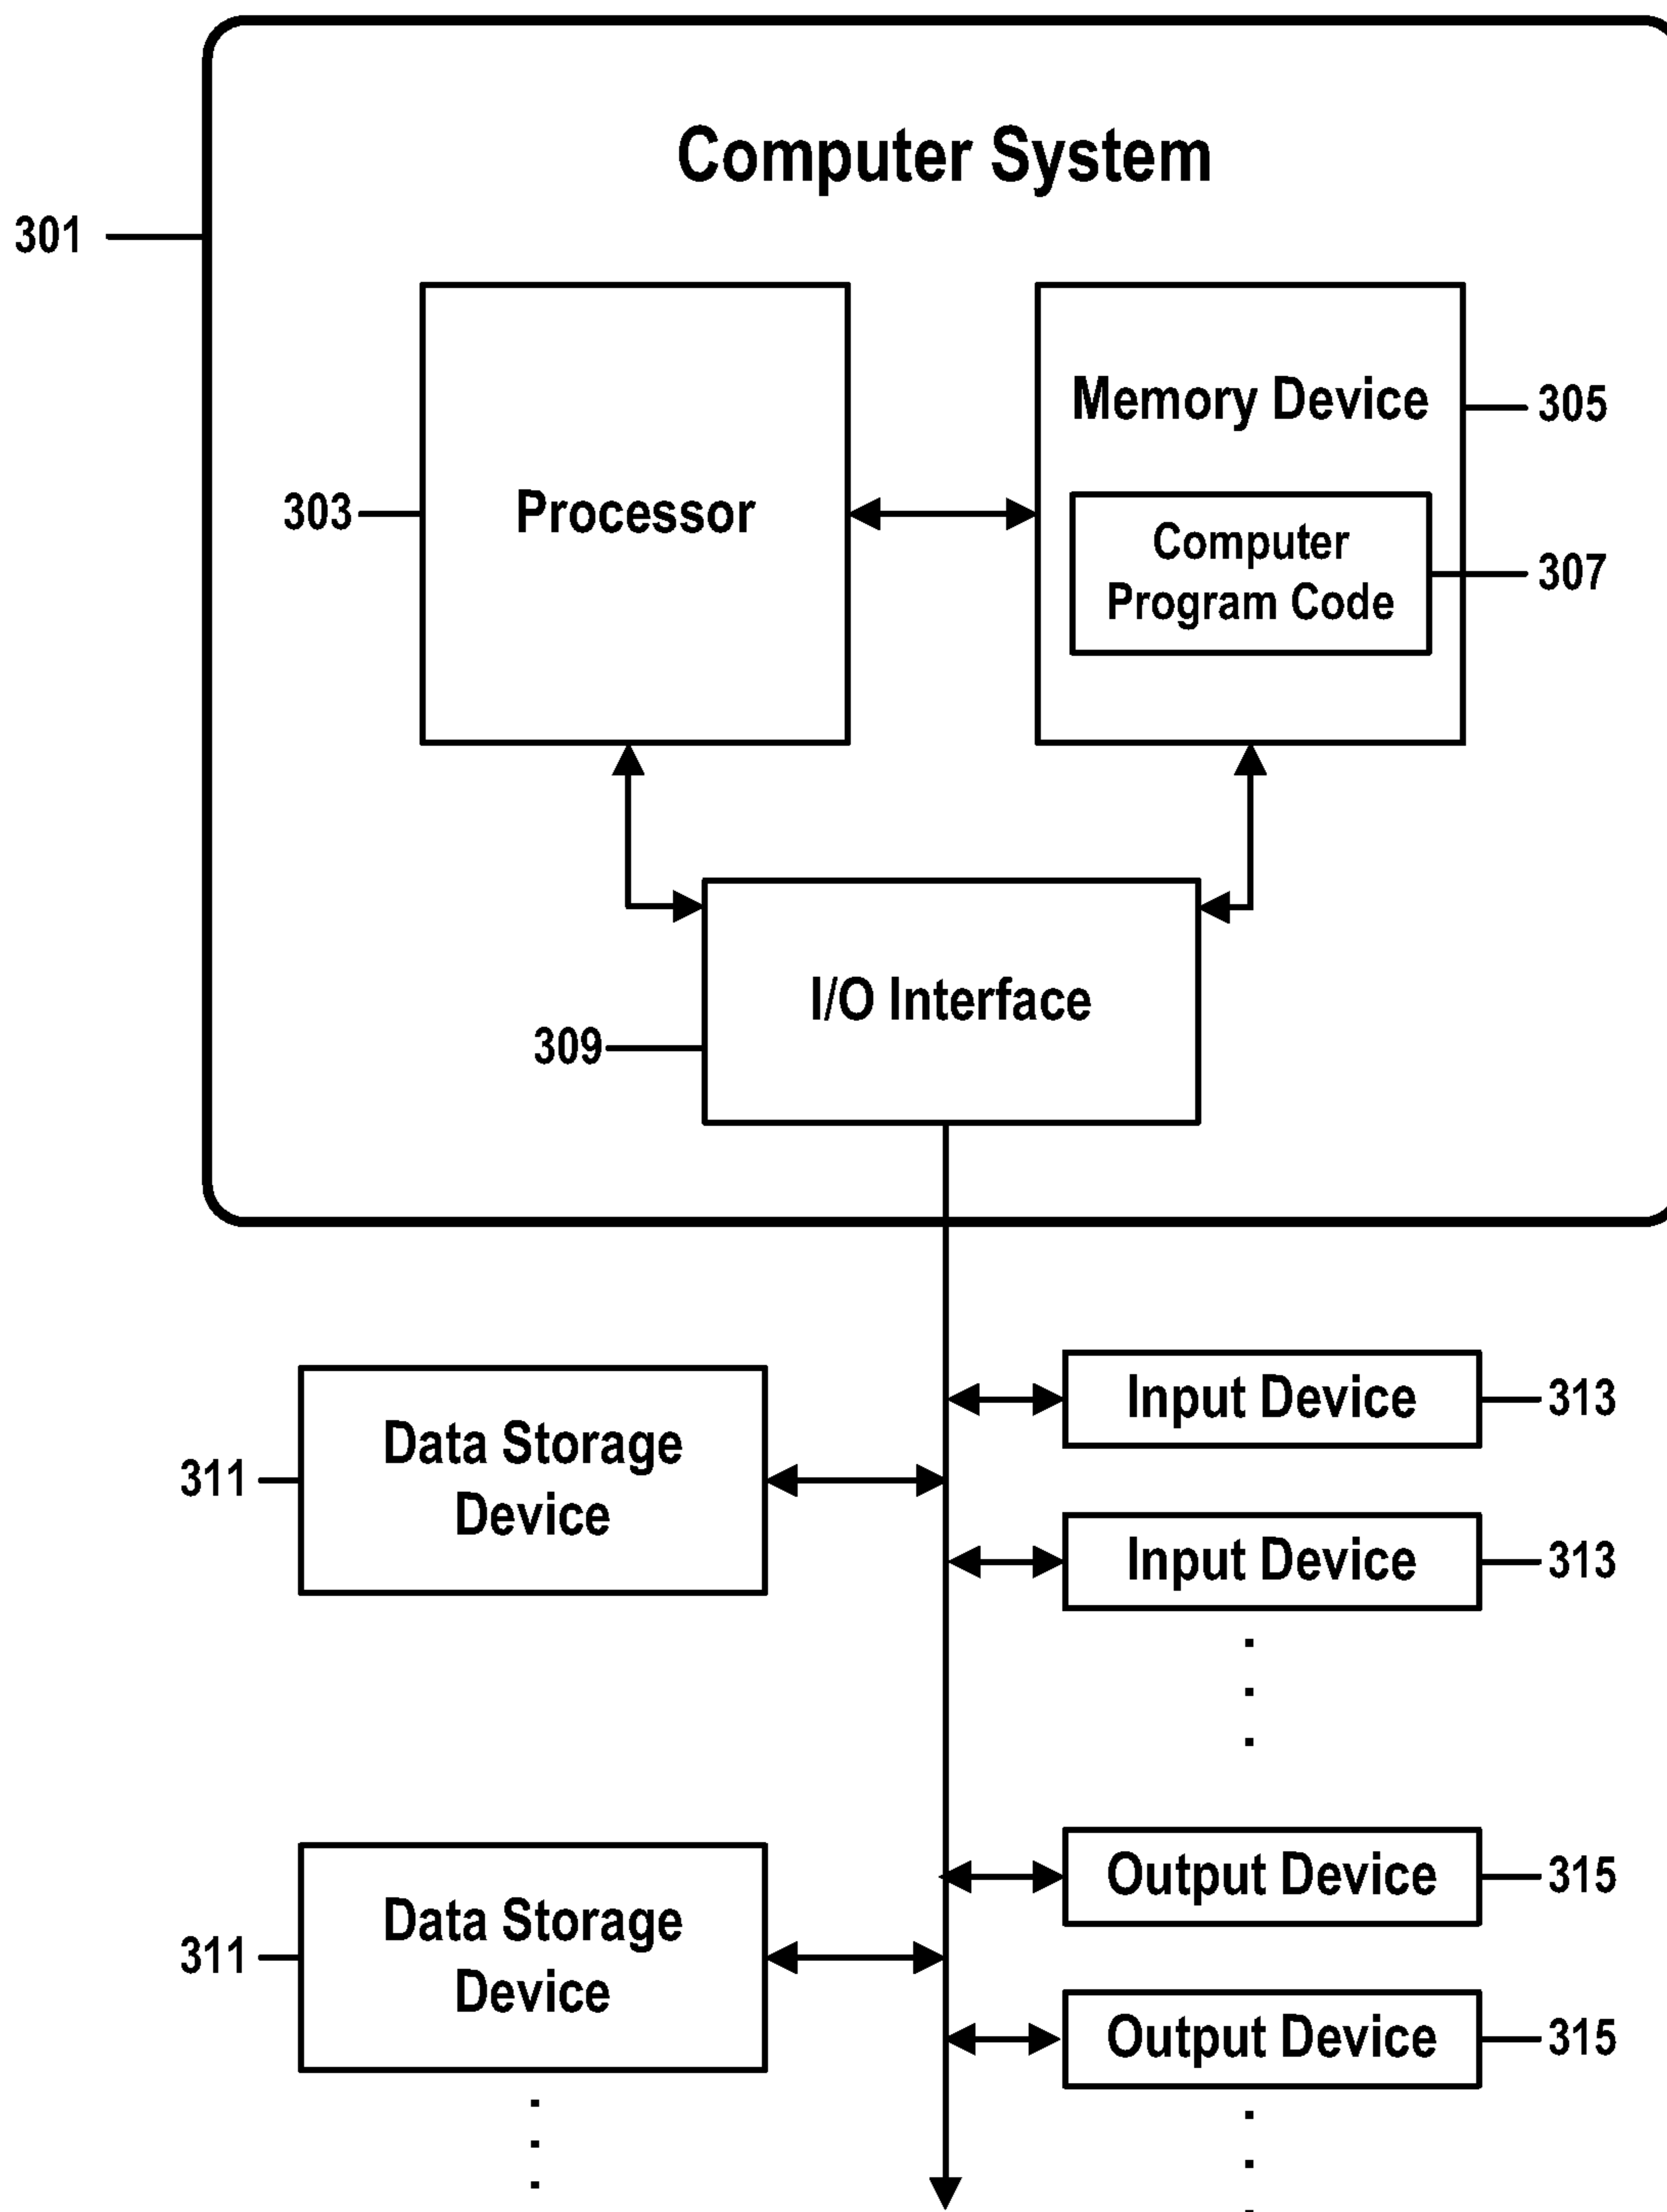 Computer System
301
303
Processor
Memory Device
305
Computer
Program Code
307
I/O Interface
309
311
Data Storage
Device
Input Device
313
Input Device
313
311
Data Storage
Device
Output Device
315
Output Device
315